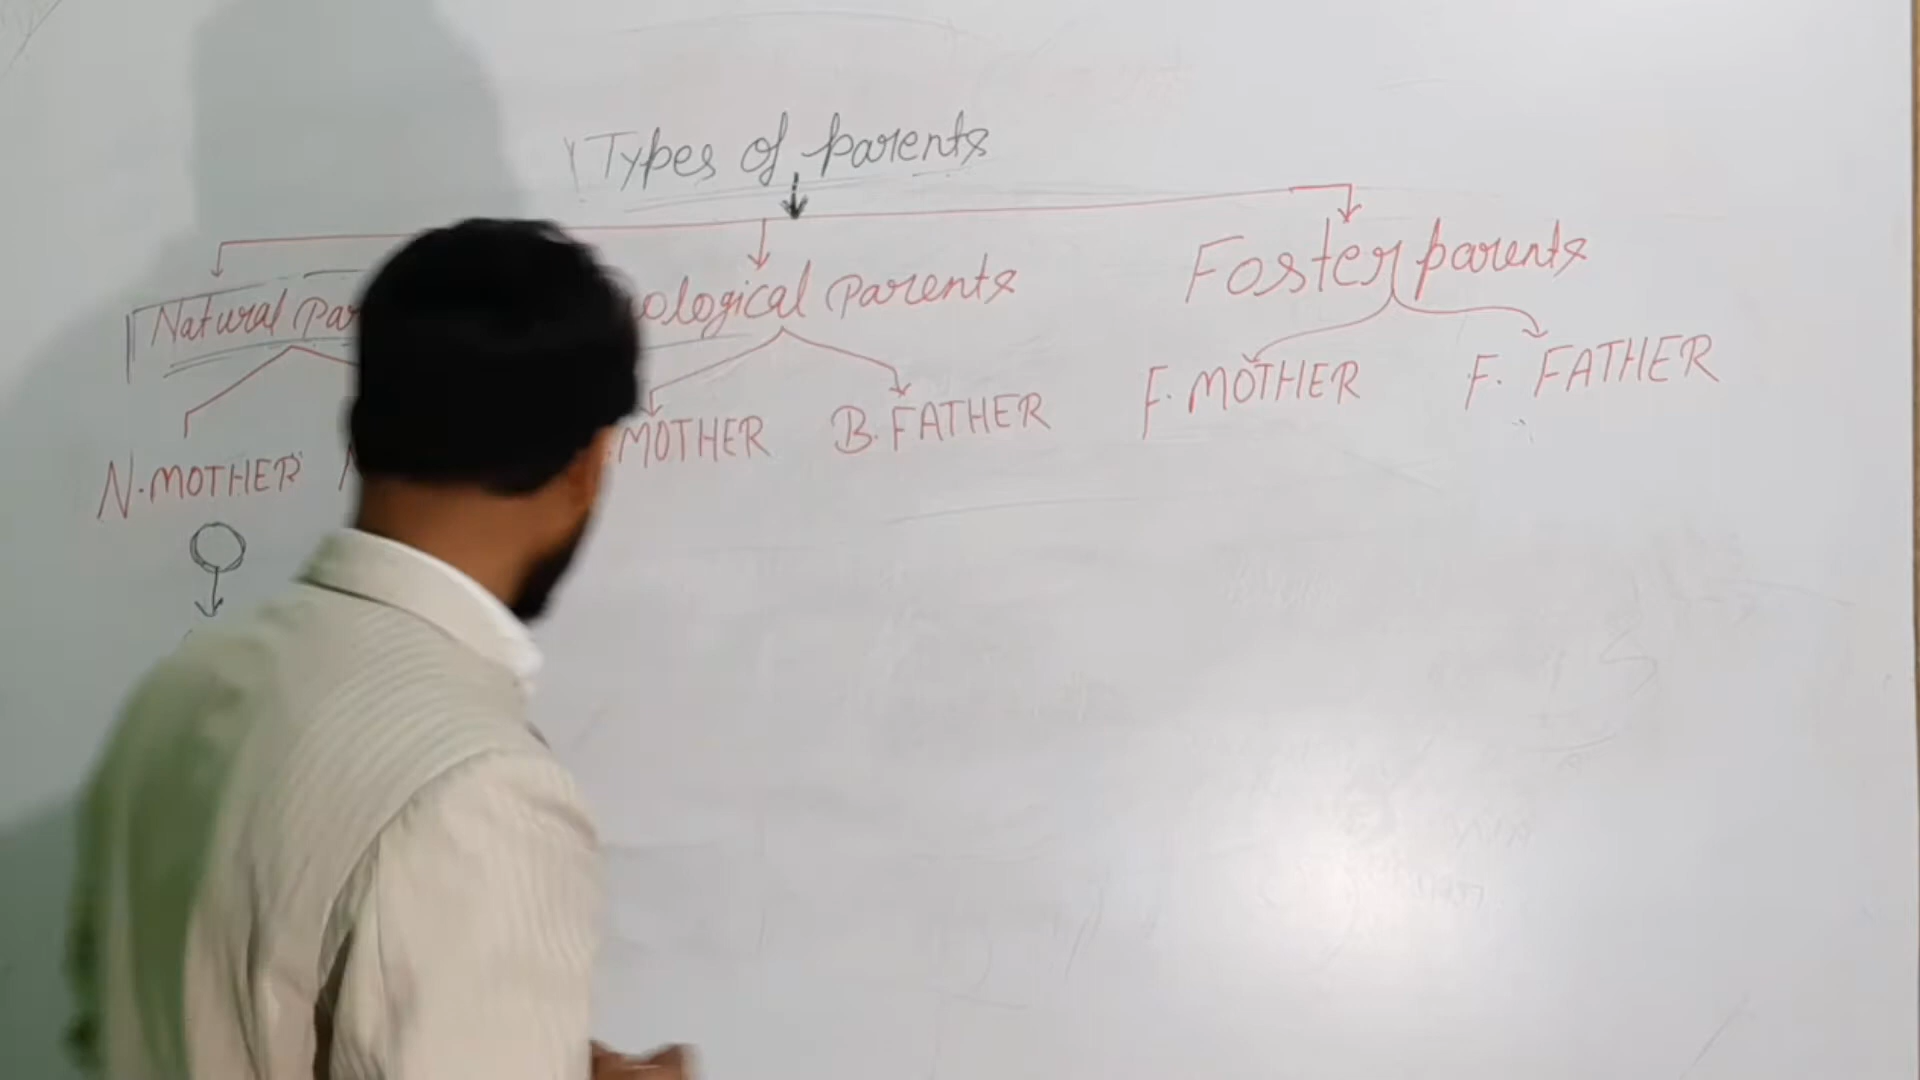 Types of parents
Natural ological parents Foster parents
N.MOTHER MOTHER B.FATHER F.MOTHER F. FATHER